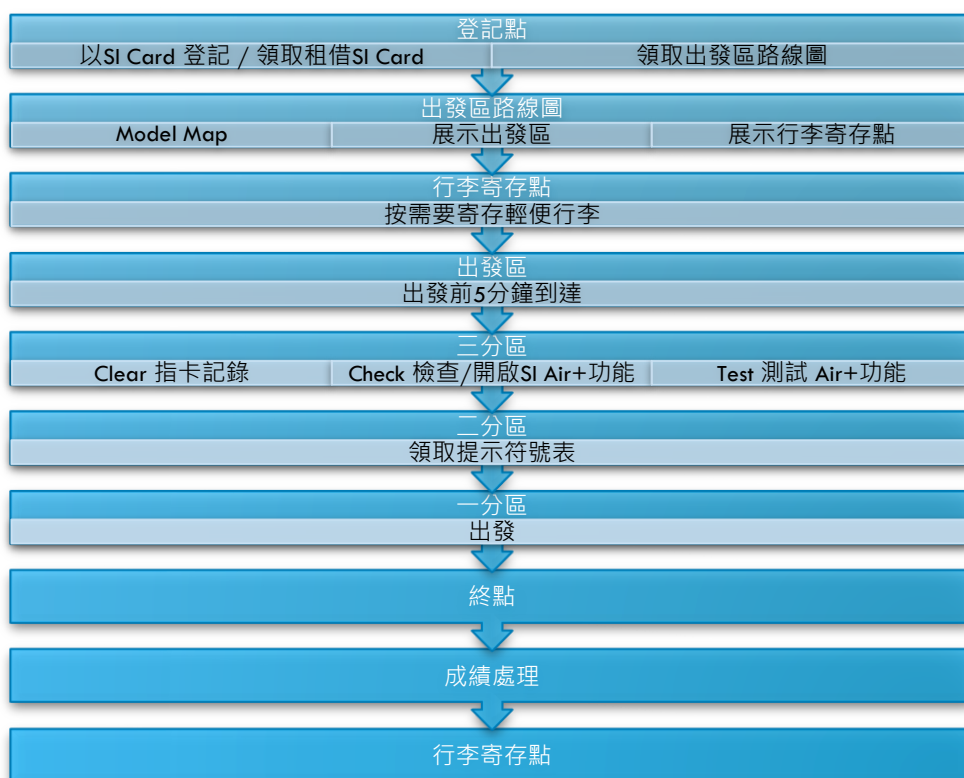 登記點
以SI Card 登記 / 領取租借SI Card 領取出發區路線圖
出發區路線圖
Model Map 展示出發區 展示行李寄存點
行李寄存點
按需要寄存輕便行李
出發區
出發前5分鐘到達
三分區
Clear 指卡記錄 Check 檢查/開啟SI Air+功能 Test 測試 Air+功能
二分區
領取提示符號表
一分區
出發
終點
成績處理
行李寄存點